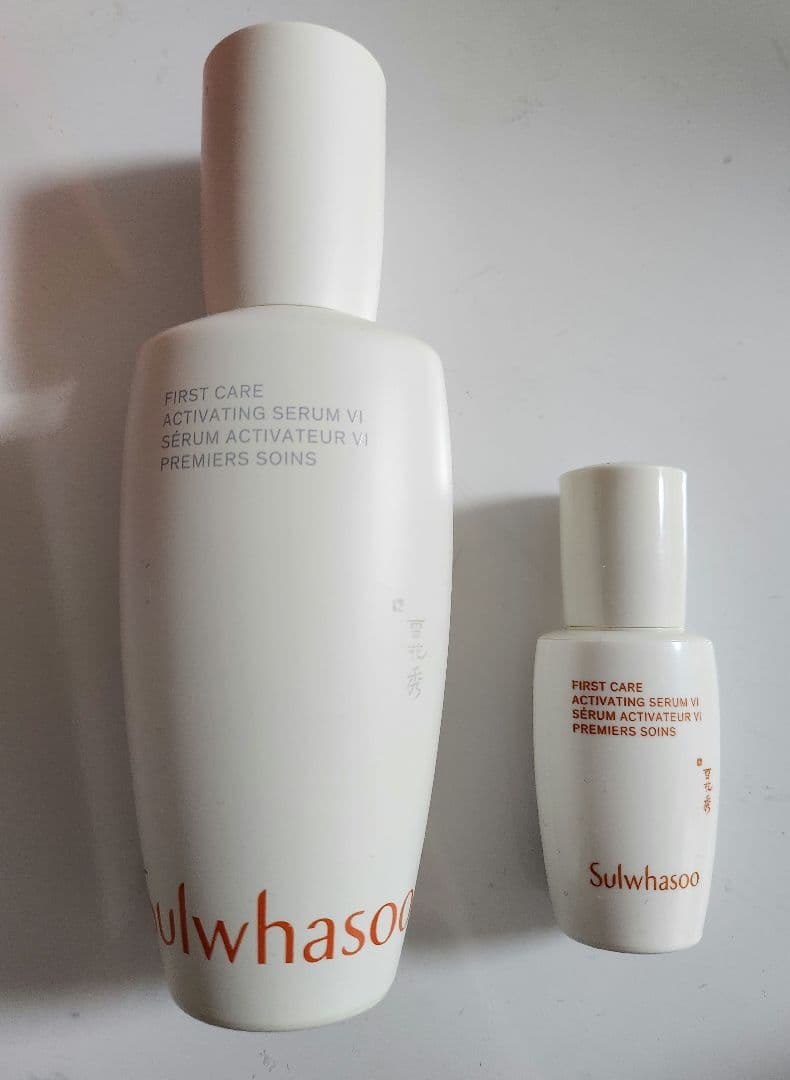 FIRST CARE
ACTIVATING SERUM VI
SÉRUM ACTIVATEUR VI
PREMIERS SOINS
雪花秀
Sulwhasoo
FIRST CARE
ACTIVATING SERUM VI
SÉRUM ACTIVATEUR VI
PREMIERS SOINS
雪花秀
Sulwhasoo